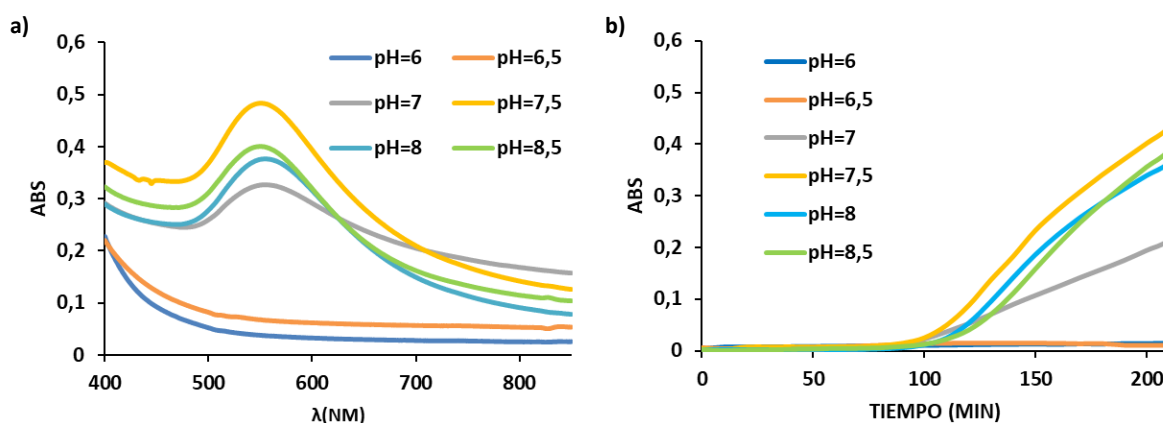 a)
0,6
0,5
0,4
0,3
0,2
0,1
0
ABS
400 500 600 700 800
λ(NM)
pH=6 pH=6,5
pH=7 pH=7,5
pH=8 pH=8,5
b)
0,6
0,5
0,4
0,3
0,2
0,1
0
ABS
0 50 100 150 200
TIEMPO (MIN)
pH=6
pH=6,5
pH=7
pH=7,5
pH=8
pH=8,5